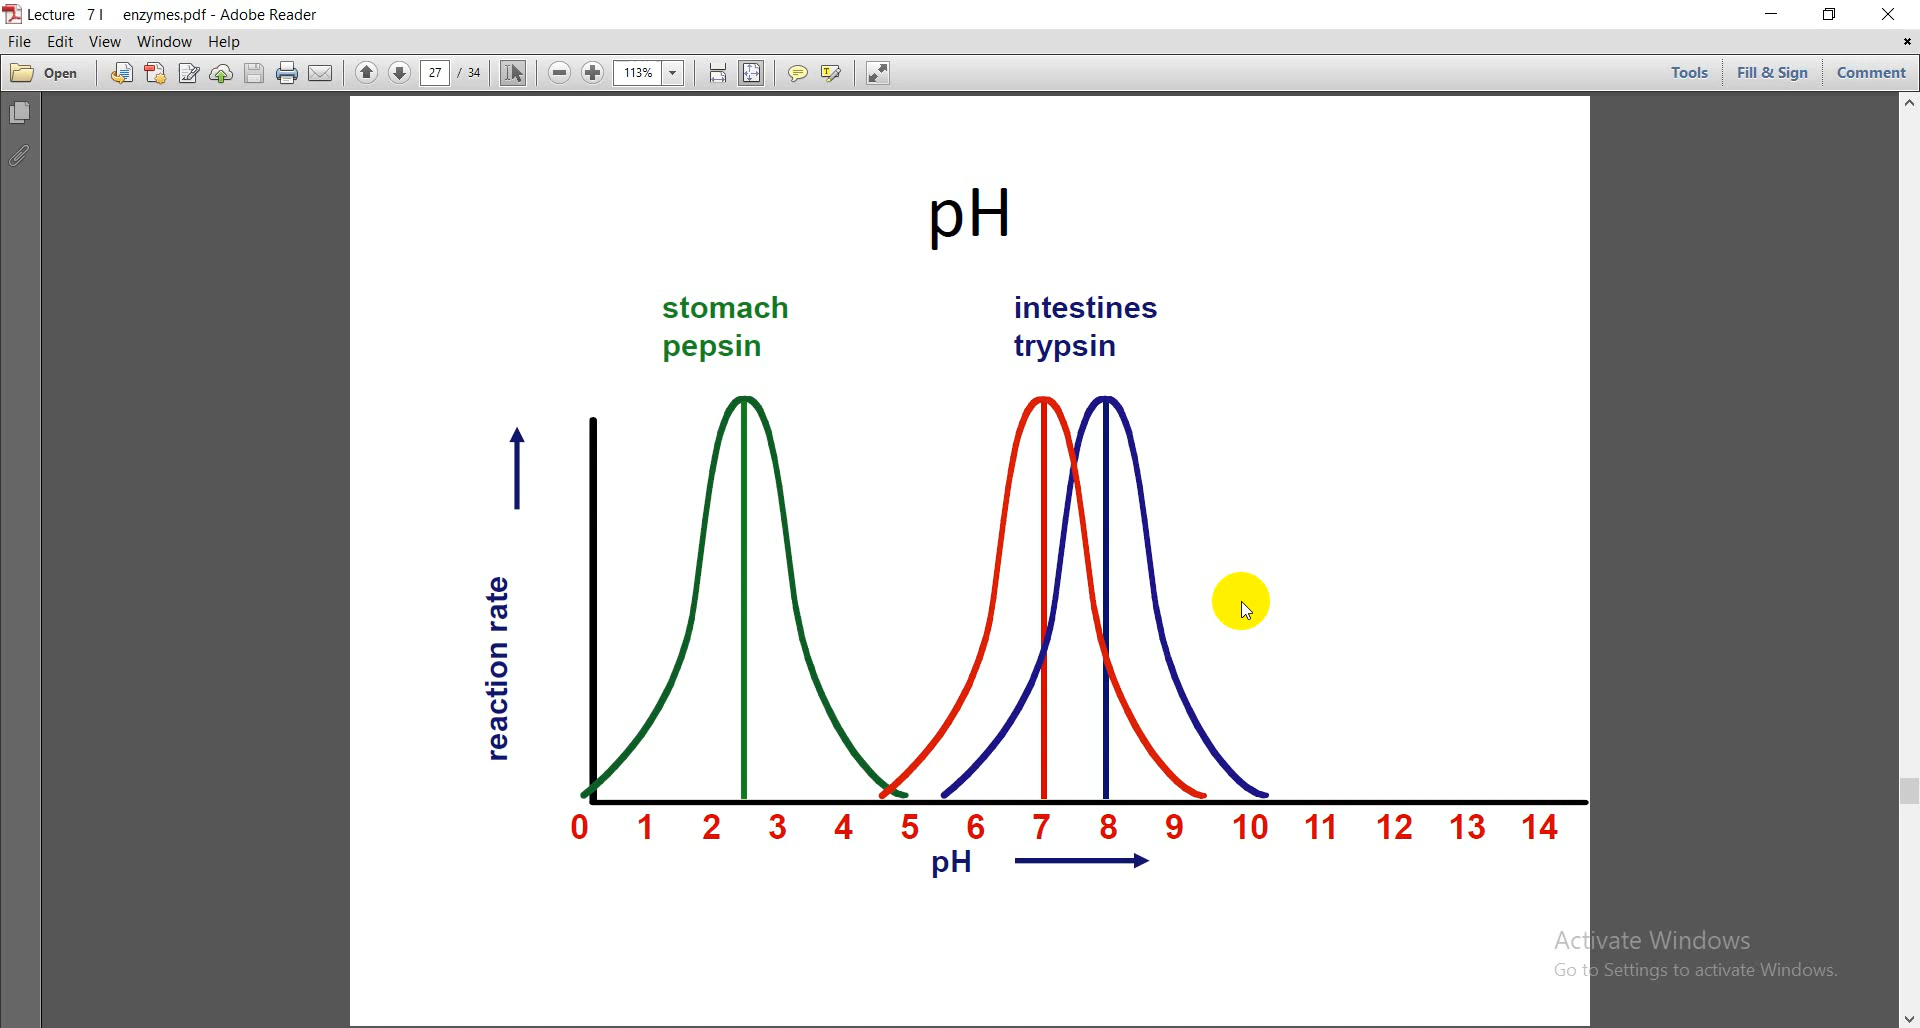 Lecture 7 I enzymes.pdf - Adobe Reader
File Edit View Window Help
Open 27 / 34 113% Tools Fill & Sign Comment
pH
stomach
pepsin
intestines
trypsin
reaction rate
0 1 2 3 4 5 6 7 8 9 10 11 12 13 14
pH
Activate Windows
Go to Settings to activate Windows.